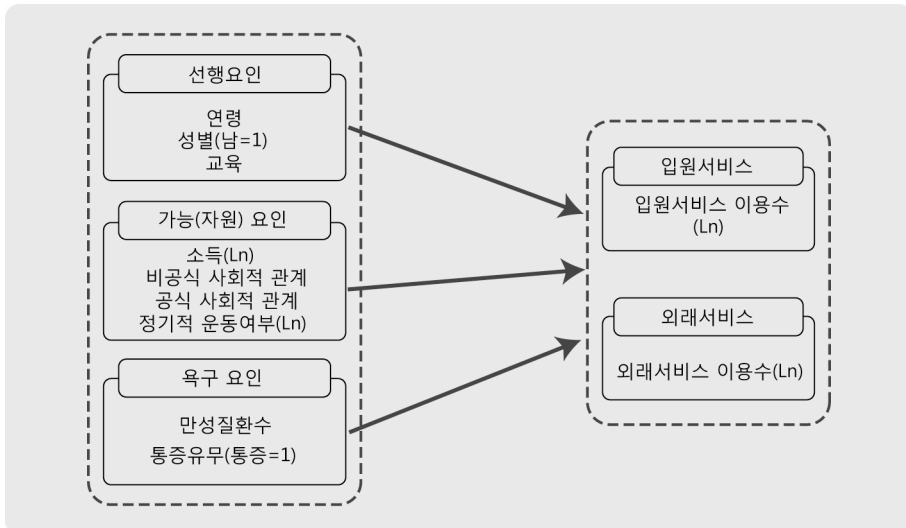 선행요인
연령
성별(남=1)
교육
가능(자원) 요인
소득(Ln)
비공식 사회적 관계
공식 사회적 관계
정기적 운동여부(Ln)
욕구 요인
만성질환수
통증유무(통증=1)
입원서비스
입원서비스 이용수
(Ln)
외래서비스
외래서비스 이용수(Ln)